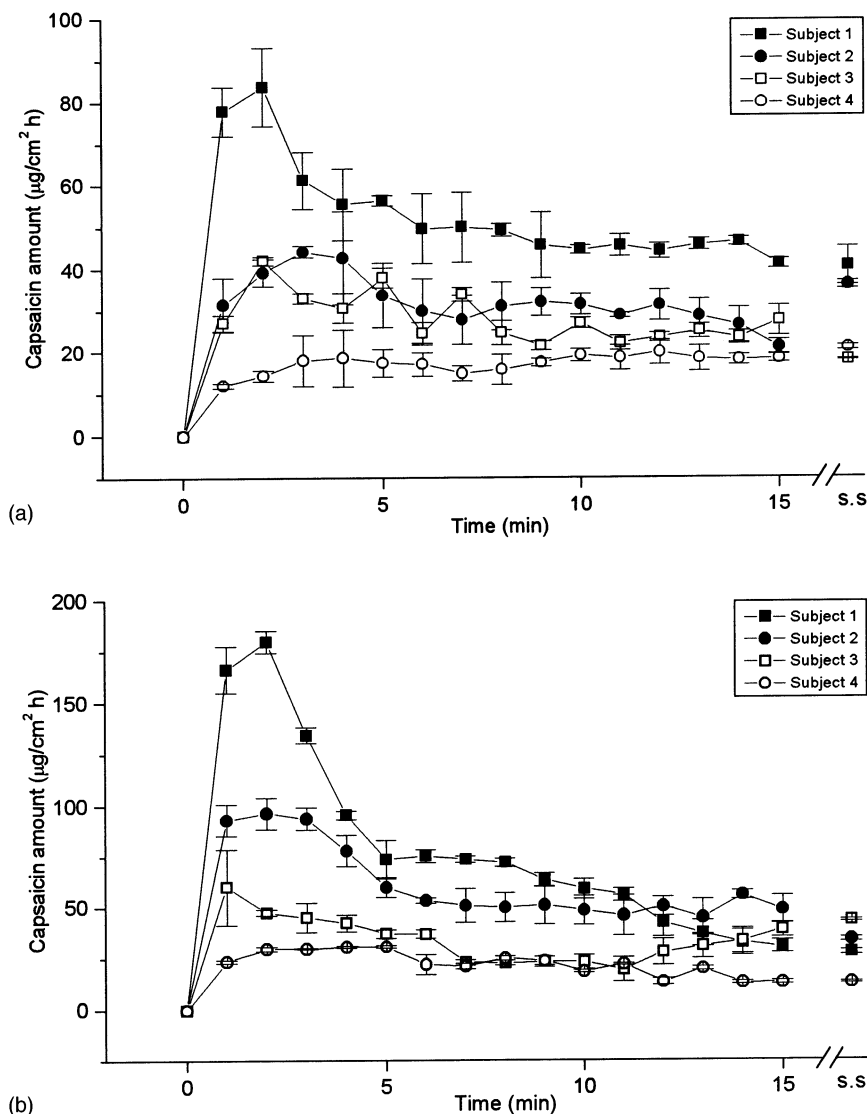 100
80
60
40
20
0
Capsaicin amount (µg/cm² h)
Subject 1
Subject 2
Subject 3
Subject 4
0 5 10 15 s.s
Time (min)
(a)
200
150
100
50
0
Capsaicin amount (µg/cm² h)
Subject 1
Subject 2
Subject 3
Subject 4
0 5 10 15 s.s
Time (min)
(b)